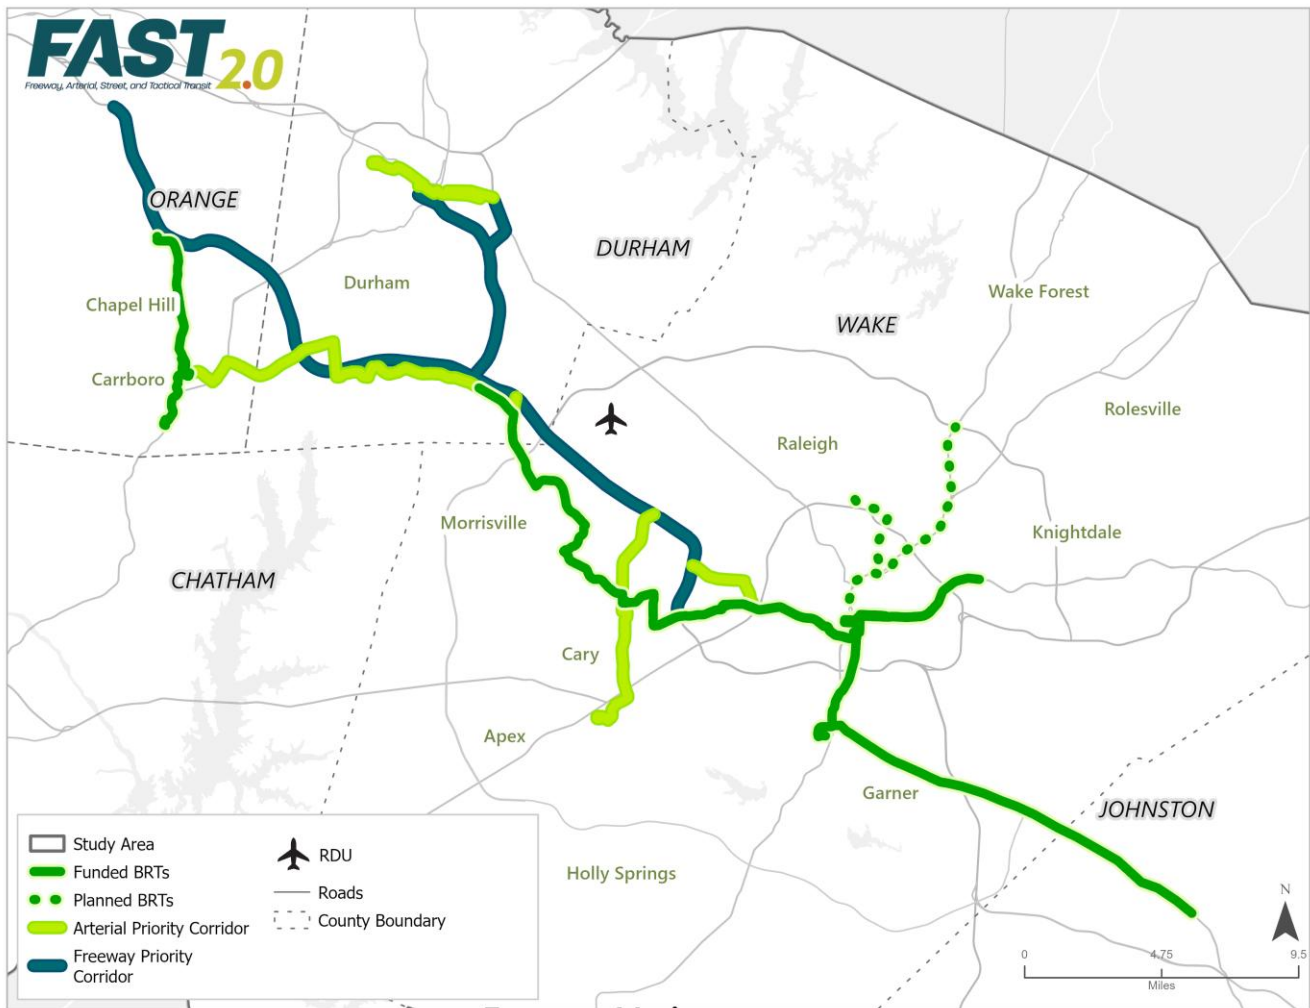 FAST 2.0
Freeway, Arterial, Street, and Tactical Transit
ORANGE
DURHAM
Durham
Chapel Hill
Wake Forest
WAKE
Carrboro
Rolesville
Raleigh
Morrisville
Knightdale
CHATHAM
Cary
Apex
Garner
JOHNSTON
Holly Springs
Study Area
Funded BRTs
Planned BRTs
Arterial Priority Corridor
Freeway Priority
Corridor
RDU
Roads
County Boundary
N
0 4.75 9.5
Miles